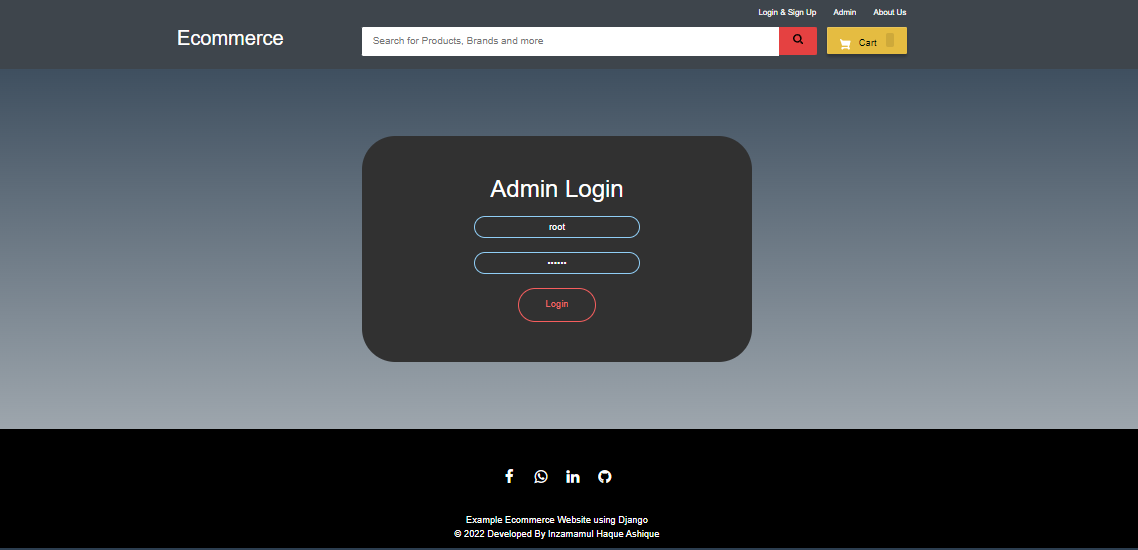 Login & Sign Up Admin About Us
Ecommerce
Search for Products, Brands and more
Cart
Admin Login
root
••••••
Login
Example Ecommerce Website using Django
© 2022 Developed By Inzamamul Haque Ashique